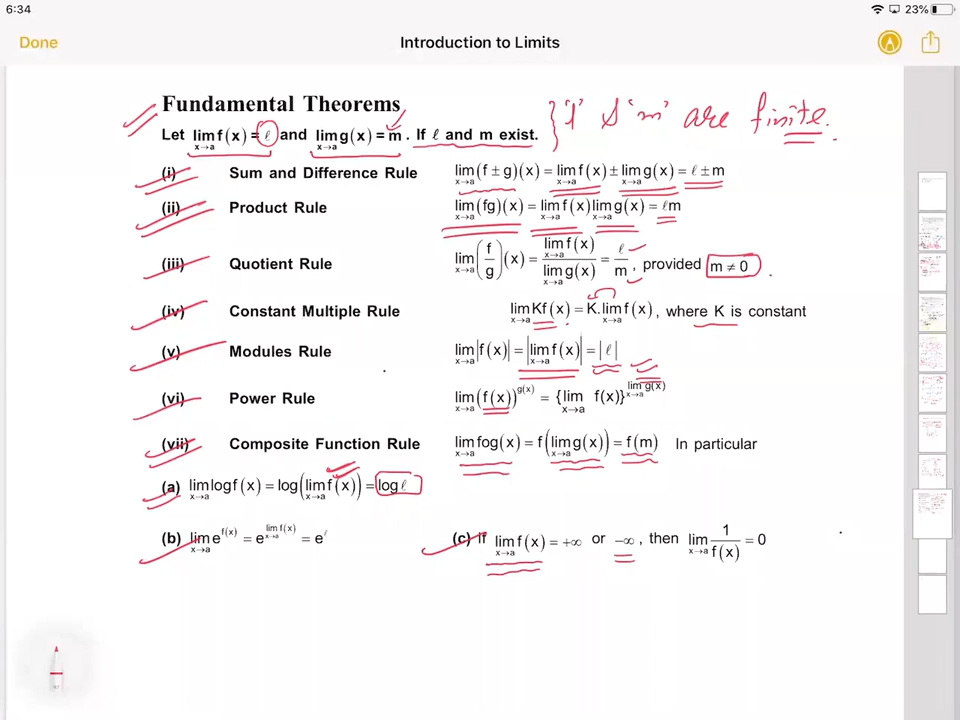 6:34 23%
Done Introduction to Limits
Fundamental Theorems
} 'l' & 'm' are finite.
Let lim f(x) = ℓ and lim g(x) = m . If ℓ and m exist.
x→a x→a
(i) Sum and Difference Rule lim(f ± g)(x) = lim f(x) ± lim g(x) = ℓ ± m
x→a x→a x→a
(ii) Product Rule lim(fg)(x) = lim f(x) lim g(x) = ℓm
x→a x→a x→a
(iii) Quotient Rule lim(f/g)(x) = lim f(x) / lim g(x) = ℓ/m , provided m ≠ 0 .
x→a x→a x→a
(iv) Constant Multiple Rule lim Kf(x) = K.lim f(x), where K is constant
x→a x→a
(v) Modules Rule lim|f(x)| = |lim f(x)| = |ℓ|
x→a x→a
(vi) Power Rule lim(f(x))^g(x) = {lim f(x)}^lim g(x)
x→a x→a x→a
(vii) Composite Function Rule lim fog(x) = f(lim g(x)) = f(m) In particular
x→a x→a
(a) lim log f(x) = log(lim f(x)) = log ℓ
x→a x→a
(b) lim e^f(x) = e^lim f(x) = e^ℓ (c) If lim f(x) = +∞ or −∞ , then lim 1/f(x) = 0
x→a x→a x→a x→a